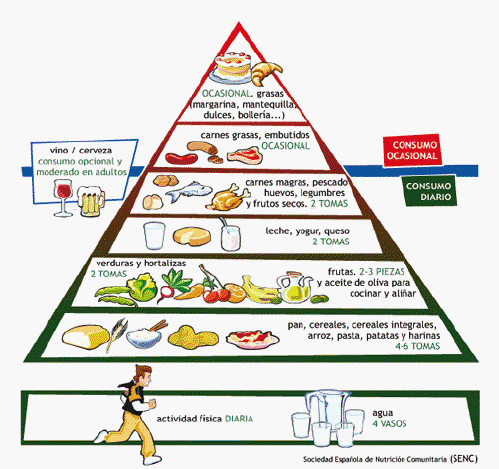 OCASIONAL. grasas
(margarina, mantequilla,
dulces, bollería...)
carnes grasas, embutidos
OCASIONAL
CONSUMO
OCASIONAL
vino / cerveza
consumo opcional y
moderado en adultos
CONSUMO
DIARIO
carnes magras, pescado
huevos, legumbres
y frutos secos. 2 TOMAS
leche, yogur, queso
2 TOMAS
verduras y hortalizas
2 TOMAS
frutas. 2-3 PIEZAS
y aceite de oliva para
cocinar y aliñar
pan, cereales, cereales integrales,
arroz, pasta, patatas y harinas
4-6 TOMAS
actividad física DIARIA
agua
4 VASOS
Sociedad Española de Nutrición Comunitaria (SENC)